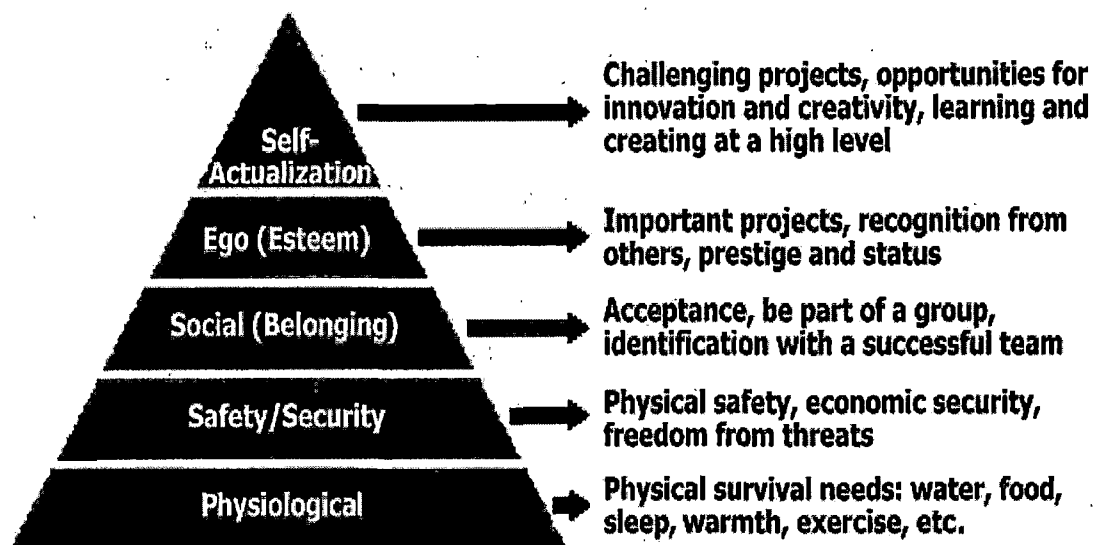 Self-
Actualization
Challenging projects, opportunities for
innovation and creativity, learning and
creating at a high level
Ego (Esteem)
Important projects, recognition from
others, prestige and status
Social (Belonging)
Acceptance, be part of a group,
identification with a successful team
Safety/Security
Physical safety, economic security,
freedom from threats
Physiological
Physical survival needs: water, food,
sleep, warmth, exercise, etc.